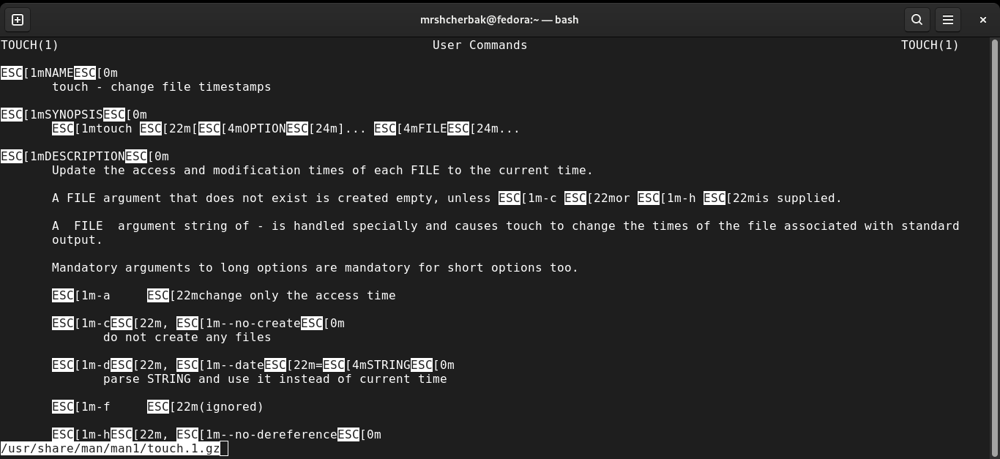 mrshcherbak@fedora:~ — bash
TOUCH(1) User Commands TOUCH(1)
ESC[1mNAMEESC[0m
touch - change file timestamps
ESC[1mSYNOPSISESC[0m
ESC[1mtouch ESC[22m[ESC[4mOPTIONESC[24m]... ESC[4mFILEESC[24m...
ESC[1mDESCRIPTIONESC[0m
Update the access and modification times of each FILE to the current time.
A FILE argument that does not exist is created empty, unless ESC[1m-c ESC[22mor ESC[1m-h ESC[22mis supplied.
A  FILE  argument string of - is handled specially and causes touch to change the times of the file associated with standard
output.
Mandatory arguments to long options are mandatory for short options too.
ESC[1m-a     ESC[22mchange only the access time
ESC[1m-cESC[22m, ESC[1m--no-createESC[0m
do not create any files
ESC[1m-dESC[22m, ESC[1m--dateESC[22m=ESC[4mSTRINGESC[0m
parse STRING and use it instead of current time
ESC[1m-f     ESC[22m(ignored)
ESC[1m-hESC[22m, ESC[1m--no-dereferenceESC[0m
/usr/share/man/man1/touch.1.gz